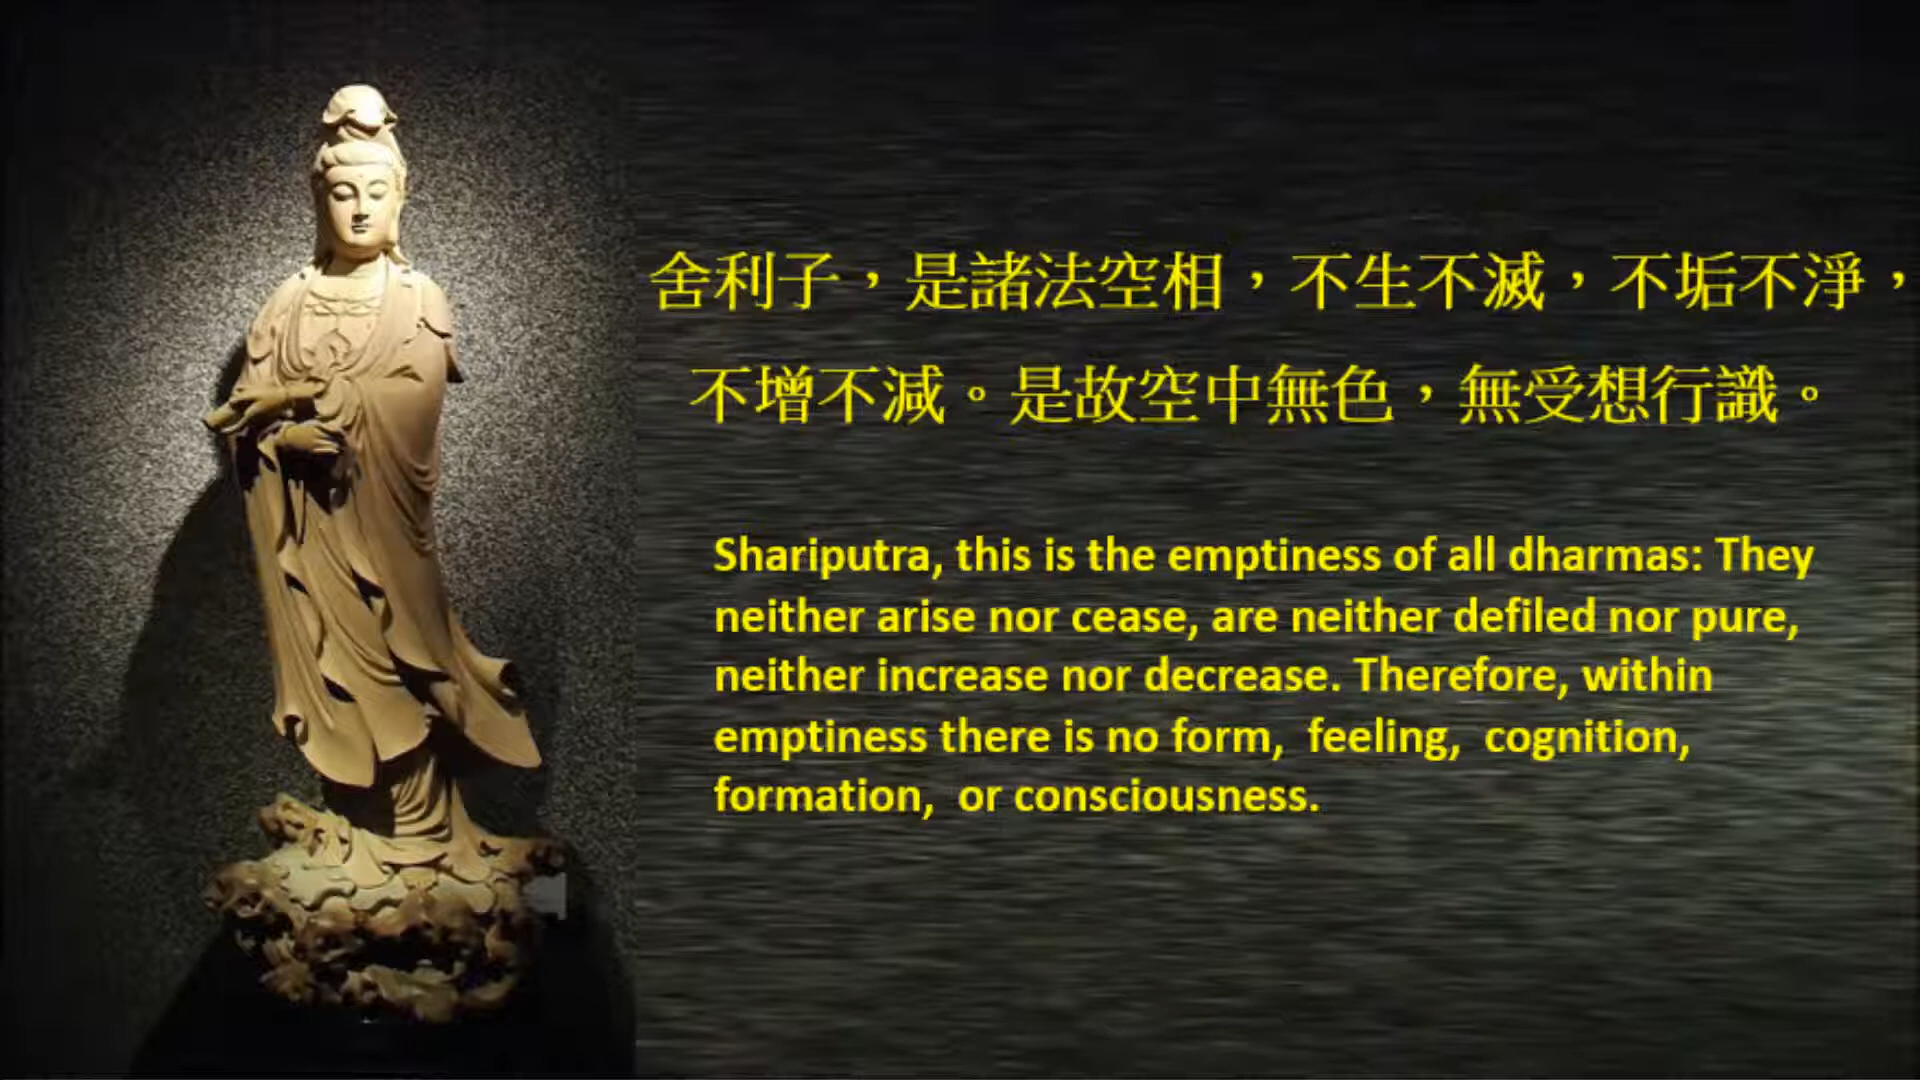 舍利子，是諸法空相，不生不滅，不垢不淨，
不增不減。是故空中無色，無受想行識。
Shariputra, this is the emptiness of all dharmas: They
neither arise nor cease, are neither defiled nor pure,
neither increase nor decrease. Therefore, within
emptiness there is no form,  feeling,  cognition,
formation,  or consciousness.